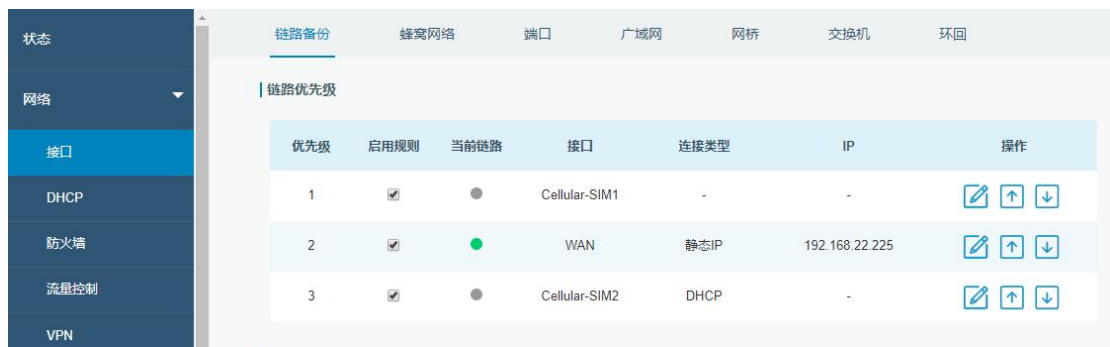 状态
网络
接口
DHCP
防火墙
流量控制
VPN
链路备份 蜂窝网络 端口 广域网 网桥 交换机 环回
链路优先级
优先级 启用规则 当前链路 接口 连接类型 IP 操作
1 Cellular-SIM1 - -
2 WAN 静态IP 192.168.22.225
3 Cellular-SIM2 DHCP -